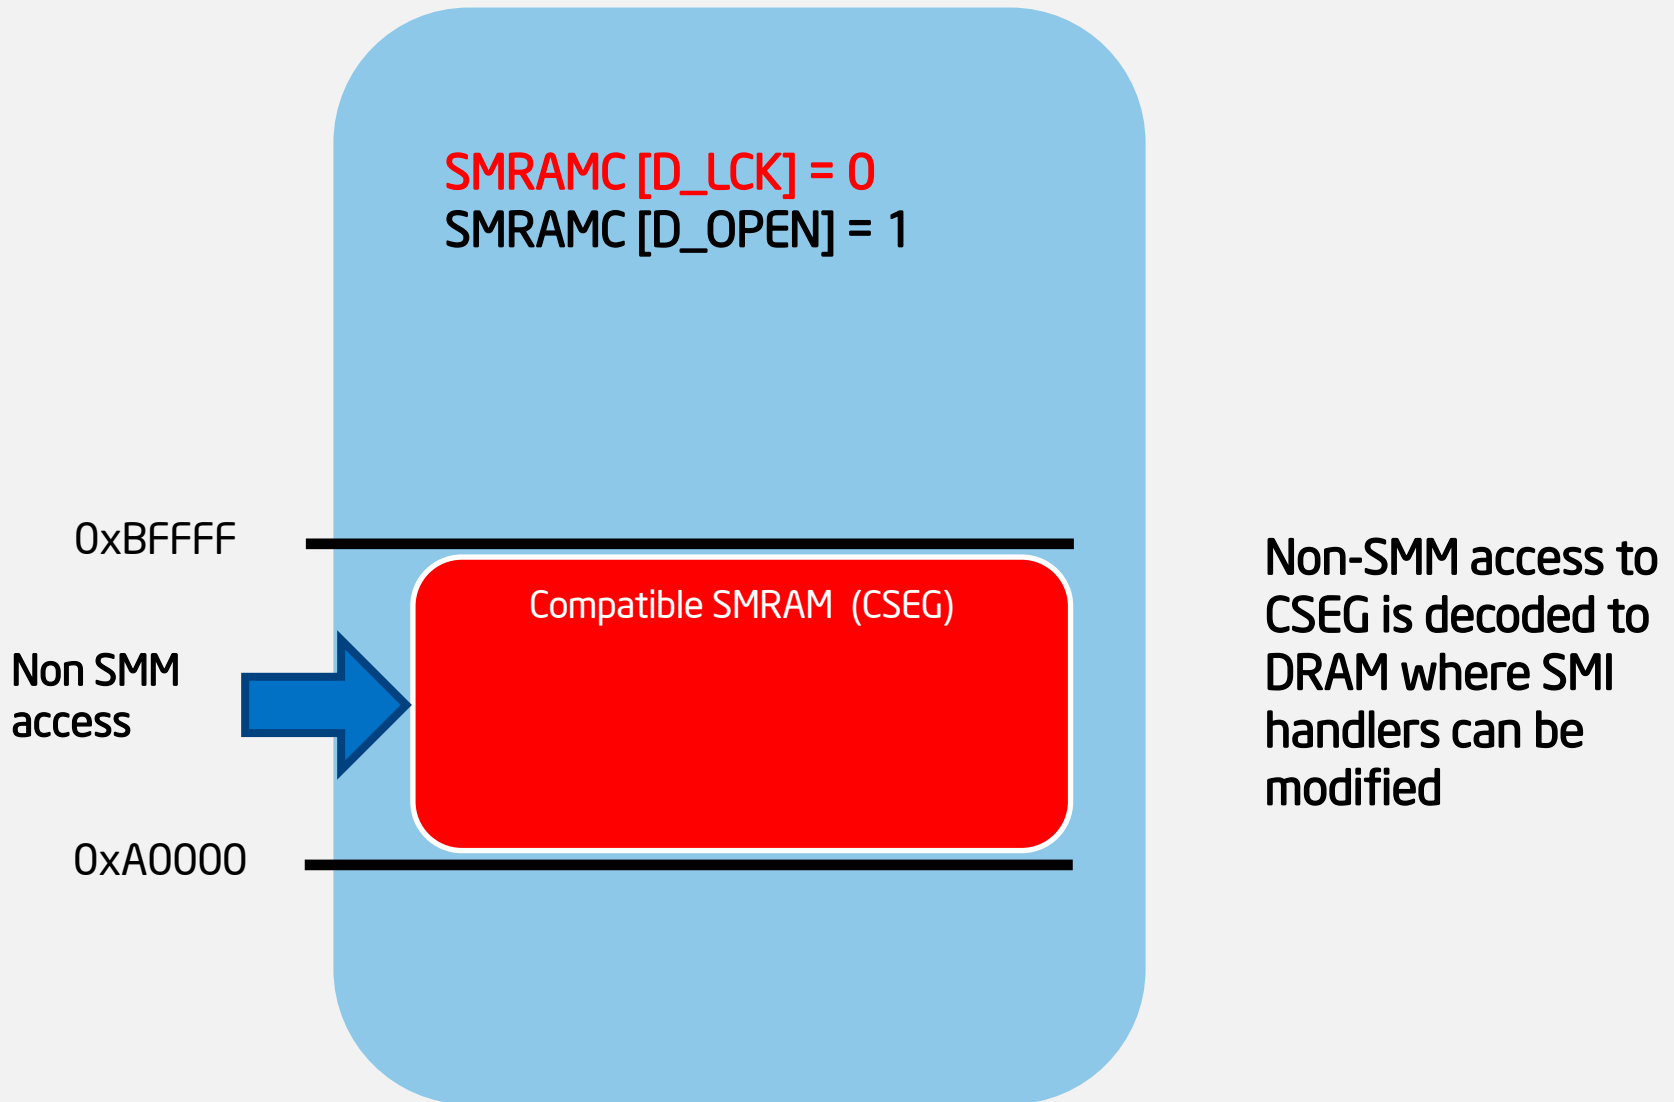 SMRAMC [D_LCK] = 0
SMRAMC [D_OPEN] = 1
0xBFFFF
Compatible SMRAM (CSEG)
Non SMM
access
0xA0000
Non-SMM access to
CSEG is decoded to
DRAM where SMI
handlers can be
modified